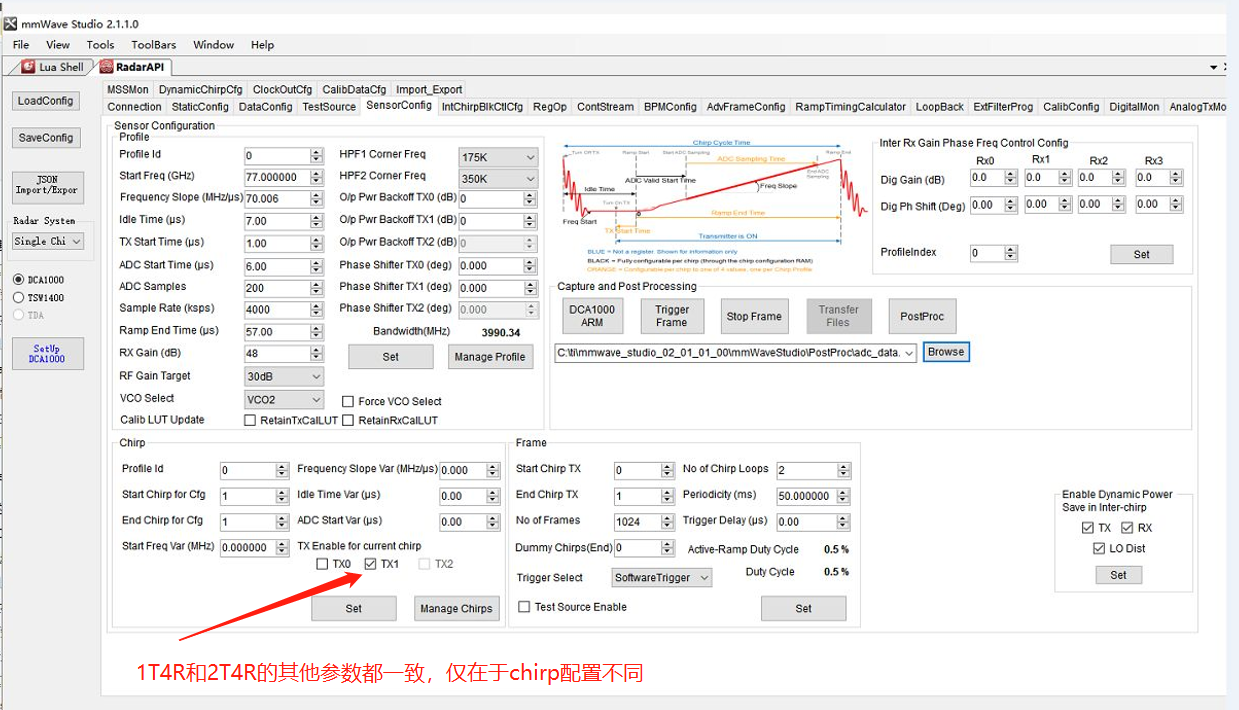 mmWave Studio 2.1.1.0
File View Tools ToolBars Window Help
Lua Shell RadarAPI
LoadConfig
SaveConfig
JSON
Import/Expor
Radar System
Single Chi
DCA1000
TSW1400
TDA
SetUp
DCA1000
MSSMon DynamicChirpCfg ClockOutCfg CalibDataCfg Import_Export
Connection StaticConfig DataConfig TestSource SensorConfig IntChirpBlkCtlCfg RegOp ContStream BPMConfig AdvFrameConfig RampTimingCalculator LoopBack ExtFilterProg CalibConfig DigitalMon AnalogTxMo
Sensor Configuration
Profile
Profile Id 0 HPF1 Corner Freq 175K
Start Freq (GHz) 77.000000 HPF2 Corner Freq 350K
Frequency Slope (MHz/µs) 70.006 O/p Pwr Backoff TX0 (dB) 0
Idle Time (µs) 7.00 O/p Pwr Backoff TX1 (dB) 0
TX Start Time (µs) 1.00 O/p Pwr Backoff TX2 (dB) 0
ADC Start Time (µs) 6.00 Phase Shifter TX0 (deg) 0.000
ADC Samples 200 Phase Shifter TX1 (deg) 0.000
Sample Rate (ksps) 4000 Phase Shifter TX2 (deg) 0.000
Ramp End Time (µs) 57.00 Bandwidth(MHz) 3990.34
RX Gain (dB) 48 Set Manage Profile
RF Gain Target 30dB
VCO Select VCO2 Force VCO Select
Calib LUT Update RetainTxCalLUT RetainRxCalLUT
Chirp Cycle Time
Turn On TX Ramp Start Start ADC Sampling Ramp End
ADC Sampling Time
End ADC
Sampling
ADC Valid Start Time
Freq Slope
Idle Time
Turn On TX
0
Freq Start
Ramp End Time
TX Start Time
Transmitter is ON
BLUE = Not a register. Shown for information only.
BLACK = Fully configurable per chirp (through the chirp configuration RAM)
ORANGE = Configurable per chirp to one of 4 values, one per Chirp Profile
Inter Rx Gain Phase Freq Control Config
Rx0 Rx1 Rx2 Rx3
Dig Gain (dB) 0.0 0.0 0.0 0.0
Dig Ph Shift (Deg) 0.00 0.00 0.00 0.00
ProfileIndex 0 Set
Capture and Post Processing
DCA1000
ARM
Trigger
Frame
Stop Frame
Transfer
Files
PostProc
C:\ti\mmwave_studio_02_01_01_00\mmWaveStudio\PostProc\adc_data. Browse
Chirp
Profile Id 0 Frequency Slope Var (MHz/µs) 0.000
Start Chirp for Cfg 1 Idle Time Var (µs) 0.00
End Chirp for Cfg 1 ADC Start Var (µs) 0.00
Start Freq Var (MHz) 0.000000 TX Enable for current chirp
TX0 TX1 TX2
Set Manage Chirps
Frame
Start Chirp TX 0 No of Chirp Loops 2
End Chirp TX 1 Periodicity (ms) 50.000000
No of Frames 1024 Trigger Delay (µs) 0.00
Dummy Chirps(End) 0 Active-Ramp Duty Cycle 0.5 %
Duty Cycle 0.5 %
Trigger Select SoftwareTrigger
Test Source Enable Set
Enable Dynamic Power
Save in Inter-chirp
TX RX
LO Dist
Set
1T4R和2T4R的其他参数都一致，仅在于chirp配置不同